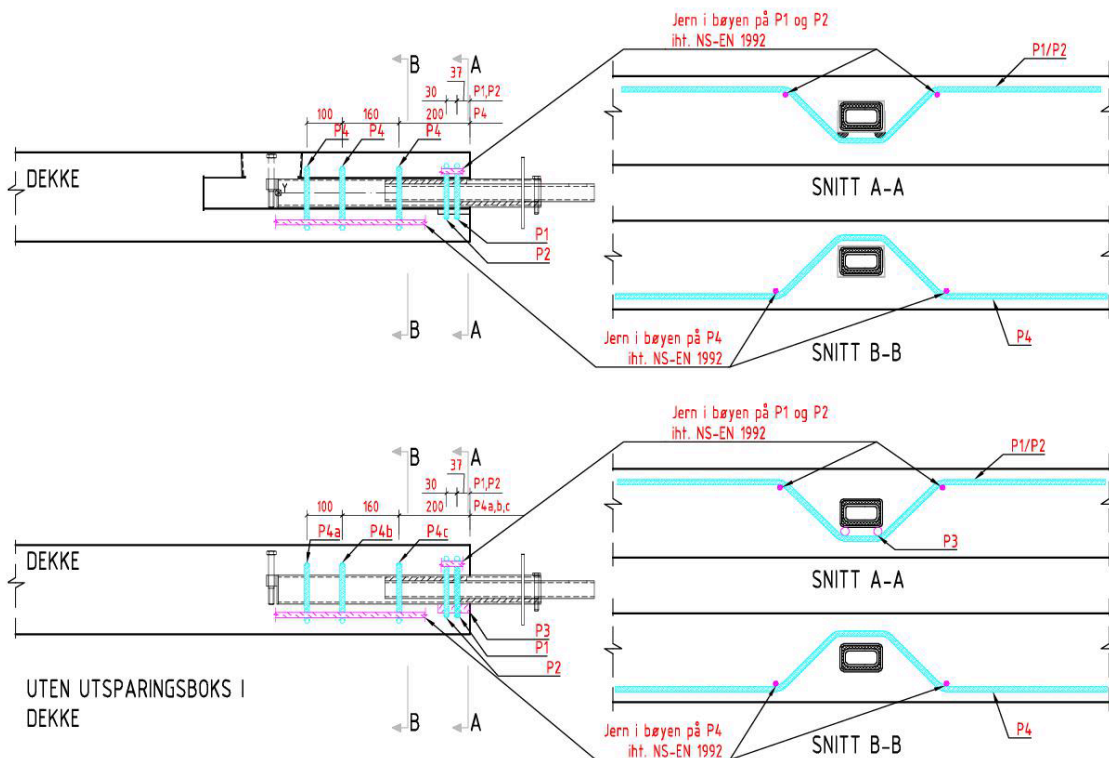 Jern i bøyen på P1 og P2
iht. NS-EN 1992
B
A
37
30
P1,P2
100
160
200
P4
P4
P4
P4
DEKKE
Y
P1
P2
B
A
P1/P2
SNITT A-A
Jern i bøyen på P4
iht. NS-EN 1992
SNITT B-B
P4
Jern i bøyen på P1 og P2
iht. NS-EN 1992
B
A
37
30
P1,P2
100
160
200
P4a,b,c
P4a
P4b
P4c
DEKKE
P3
P1
P2
UTEN UTSPARINGSBOKS I
DEKKE
B
A
P1/P2
P3
SNITT A-A
Jern i bøyen på P4
iht. NS-EN 1992
SNITT B-B
P4